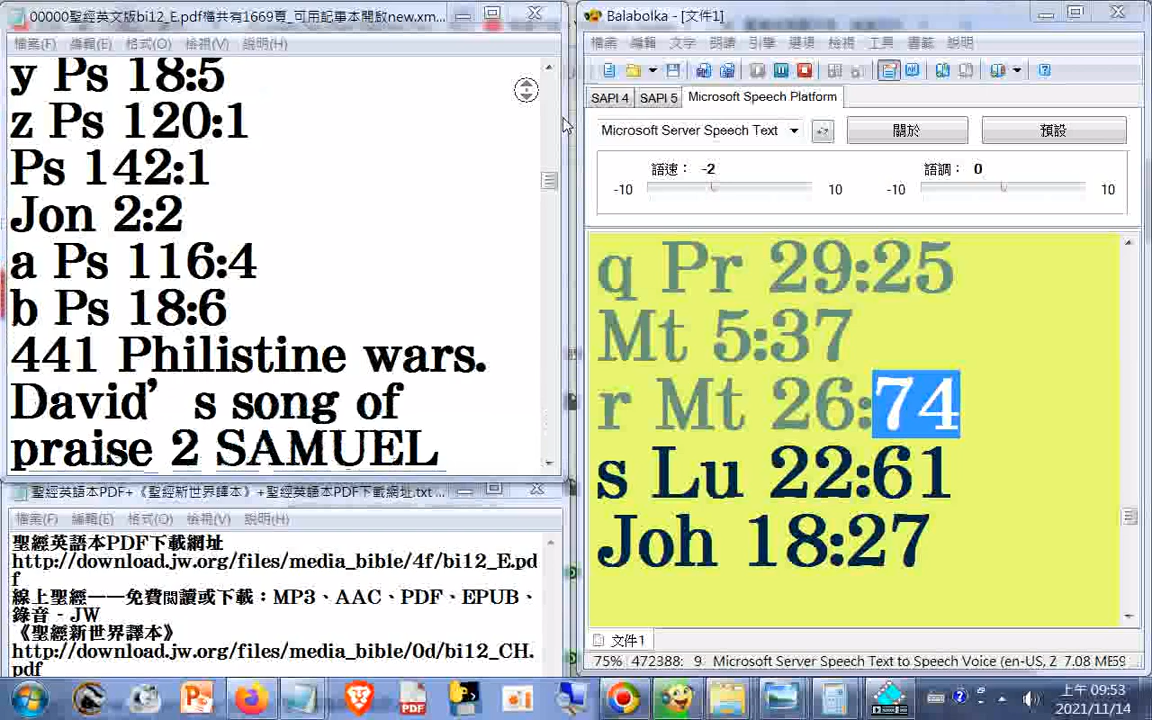 00000聖經英文版bi12_E.pdf檔共有1669頁_可用記事本開啟new.xm...
檔案(F) 編輯(E) 格式(O) 檢視(V) 說明(H)
y Ps 18:5
z Ps 120:1
Ps 142:1
Jon 2:2
a Ps 116:4
b Ps 18:6
441 Philistine wars.
David’s song of
praise 2 SAMUEL
聖經英語本PDF+《聖經新世界譯本》+聖經英語本PDF下載網址.txt ...
檔案(F) 編輯(E) 格式(O) 檢視(V) 說明(H)
聖經英語本PDF下載網址
http://download.jw.org/files/media_bible/4f/bi12_E.pd
f
線上聖經──免費閱讀或下載：MP3、AAC、PDF、EPUB、
錄音 - JW
《聖經新世界譯本》
http://download.jw.org/files/media_bible/0d/bi12_CH.
pdf
Balabolka - [文件1]
檔案 編輯 文字 朗讀 引擎 選項 檢視 工具 書籤 說明
SAPI 4 SAPI 5 Microsoft Speech Platform
Microsoft Server Speech Text 關於 預設
語速： -2 語調： 0
-10 10 -10 10
q Pr 29:25
Mt 5:37
r Mt 26:74
s Lu 22:61
Joh 18:27
文件1
75% 472388: 9 Microsoft Server Speech Text to Speech Voice (en-US, 2 7.08 ME59
PDF
上午 09:53
2021/11/14